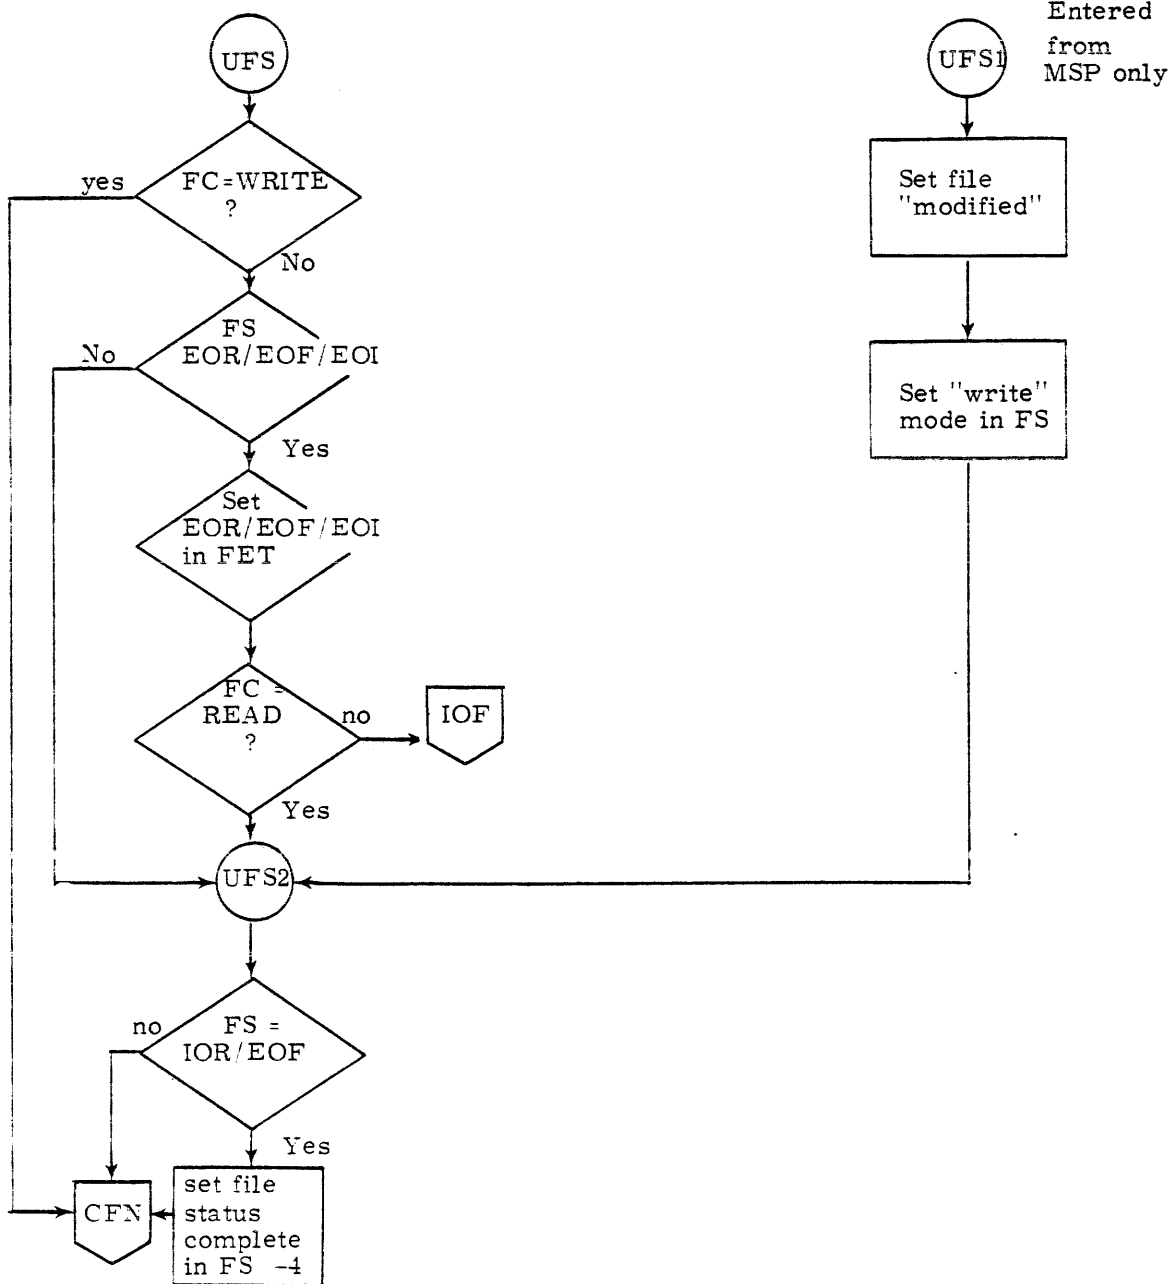 UFS
UFS1
Entered
from
MSP only
yes
FC=WRITE
?
No
Set file
"modified"
FS
EOR/EOF/EOI
No
Yes
Set "write"
mode in FS
Set
EOR/EOF/EOI
in FET
FC =
READ
?
no
IOF
Yes
UFS2
no
FS =
IOR/EOF
Yes
CFN
set file
status
complete
in FS -4